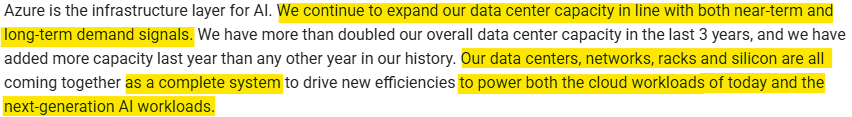 Azure is the infrastructure layer for AI. We continue to expand our data center capacity in line with both near-term and
long-term demand signals. We have more than doubled our overall data center capacity in the last 3 years, and we have
added more capacity last year than any other year in our history. Our data centers, networks, racks and silicon are all
coming together as a complete system to drive new efficiencies to power both the cloud workloads of today and the
next-generation AI workloads.